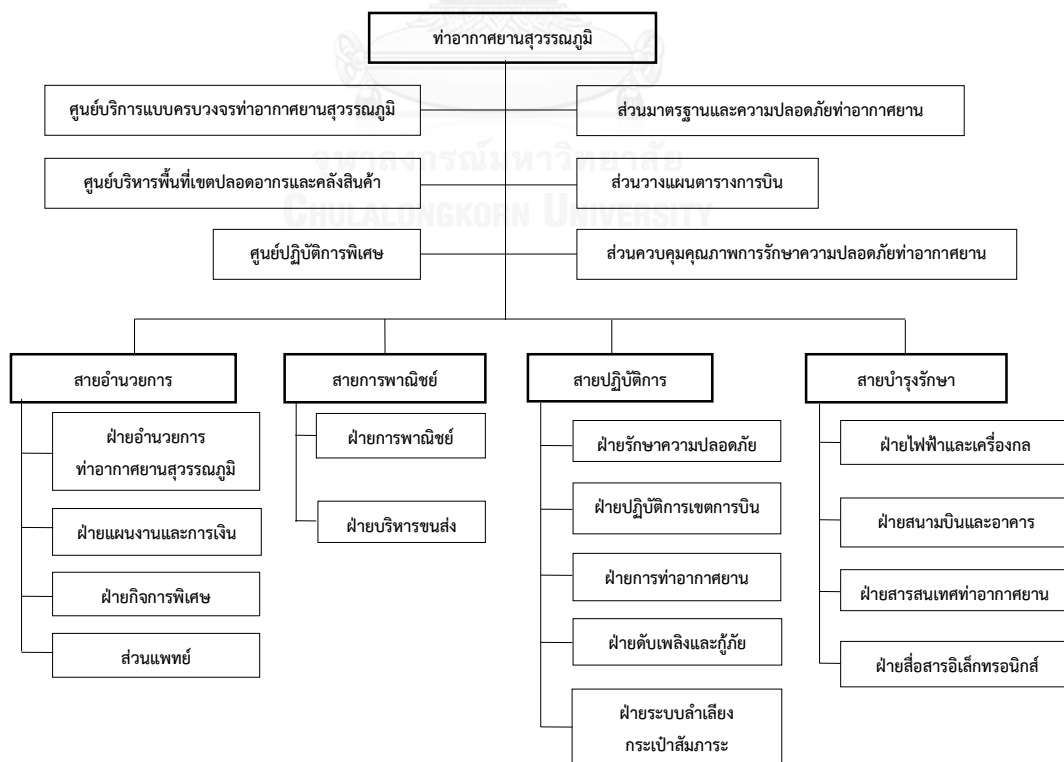 ท่าอากาศยานสุวรรณภูมิ
ศูนย์บริการแบบครบวงจรท่าอากาศยานสุวรรณภูมิ
ส่วนมาตรฐานและความปลอดภัยท่าอากาศยาน
จุฬาลงกรณ์มหาวิทยาลัย
ศูนย์บริหารพื้นที่เขตปลอดอากรและคลังสินค้า
ส่วนวางแผนตารางการบิน
CHULALONGKORN UNIVERSITY
ศูนย์ปฏิบัติการพิเศษ
ส่วนควบคุมคุณภาพการรักษาความปลอดภัยท่าอากาศยาน
สายอำนวยการ
ฝ่ายอำนวยการ
ท่าอากาศยานสุวรรณภูมิ
ฝ่ายแผนงานและการเงิน
ฝ่ายกิจการพิเศษ
ส่วนแพทย์
สายการพาณิชย์
ฝ่ายการพาณิชย์
ฝ่ายบริหารขนส่ง
สายปฏิบัติการ
ฝ่ายรักษาความปลอดภัย
ฝ่ายปฏิบัติการเขตการบิน
ฝ่ายการท่าอากาศยาน
ฝ่ายดับเพลิงและกู้ภัย
ฝ่ายระบบลำเลียง
กระเป๋าสัมภาระ
สายบำรุงรักษา
ฝ่ายไฟฟ้าและเครื่องกล
ฝ่ายสนามบินและอาคาร
ฝ่ายสารสนเทศท่าอากาศยาน
ฝ่ายสื่อสารอิเล็กทรอนิกส์